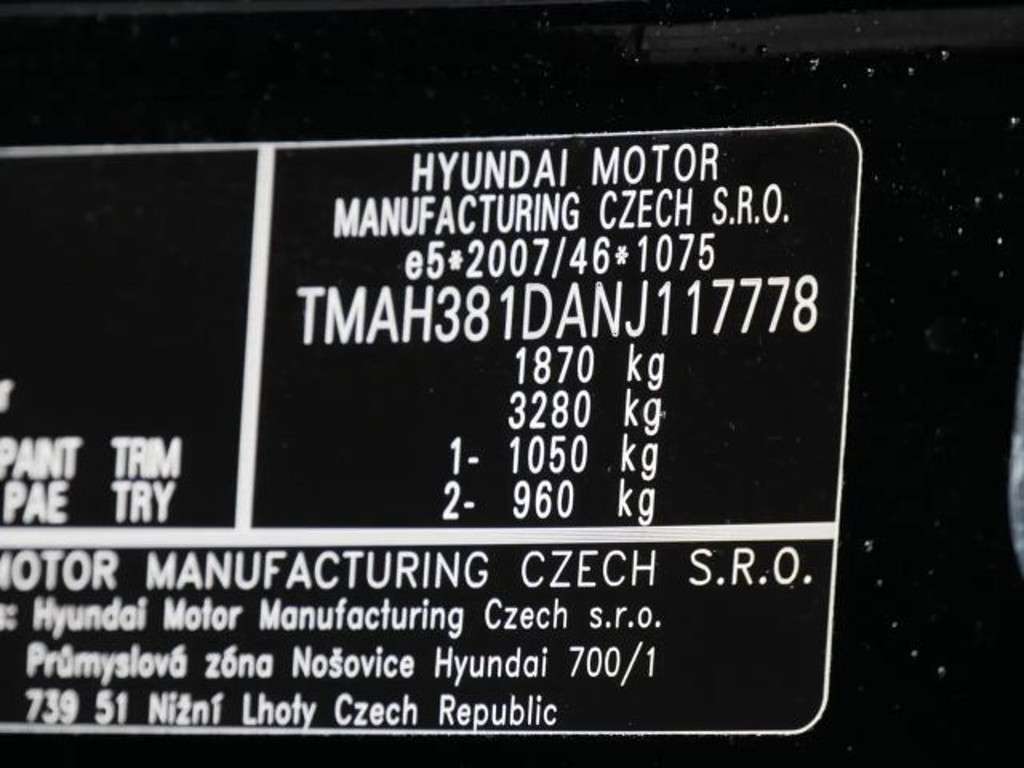 HYUNDAI MOTOR
MANUFACTURING CZECH S.R.O.
e5*2007/46*1075
TMAH381DANJ117778
1870 kg
3280 kg
1- 1050 kg
2- 960 kg
PANT TRIM
PAE TRY
MOTOR MANUFACTURING CZECH S.R.O.
s: Hyundai Motor Manufacturing Czech s.r.o.
Průmyslová zóna Nošovice Hyundai 700/1
739 51 Nižní Lhoty Czech Republic